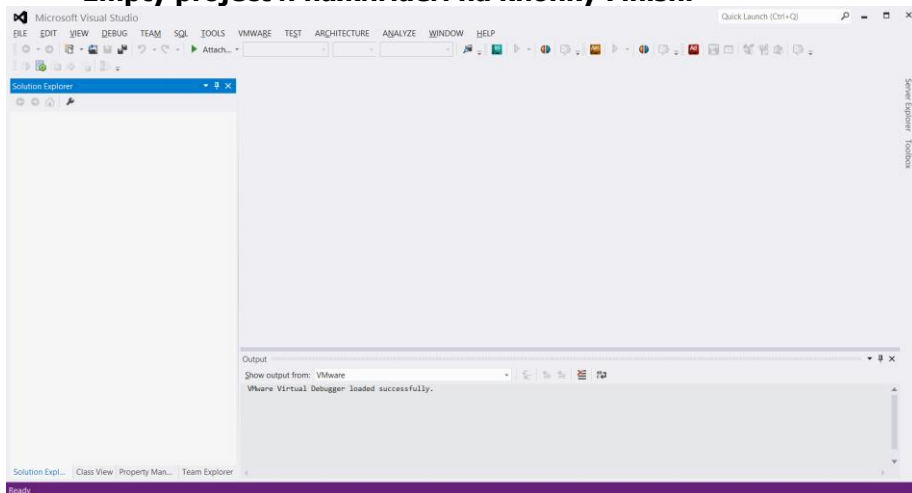 Microsoft Visual Studio
Quick Launch (Ctrl+Q)
FILE EDIT VIEW DEBUG TEAM SQL TOOLS VMWARE TEST ARCHITECTURE ANALYZE WINDOW HELP
Attach...
Solution Explorer
Server Explorer
Toolbox
Output
Show output from: VMware
VMware Virtual Debugger loaded successfully.
Solution Expl... Class View Property Man... Team Explorer
Ready